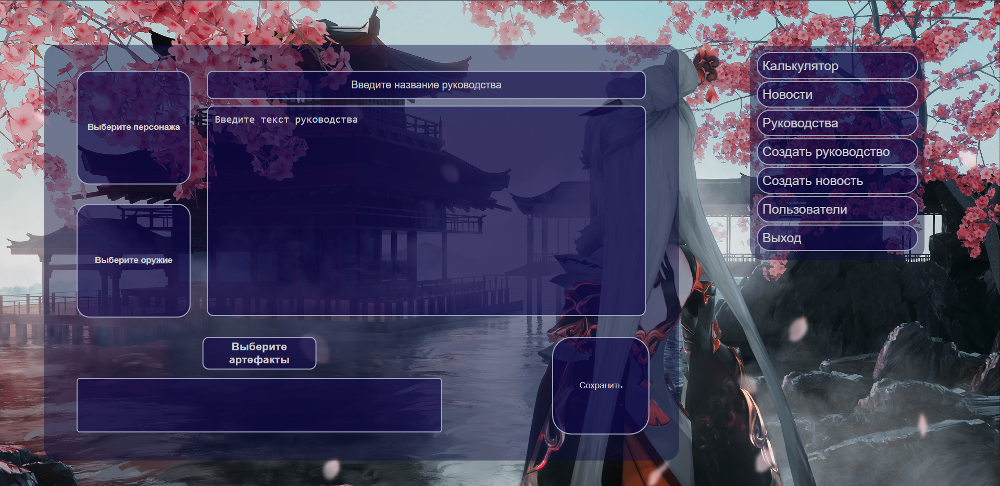 Выберите персонажа
Введите название руководства
Введите текст руководства
Выберите оружие
Выберите
артефакты
Сохранить
Калькулятор
Новости
Руководства
Создать руководство
Создать новость
Пользователи
Выход